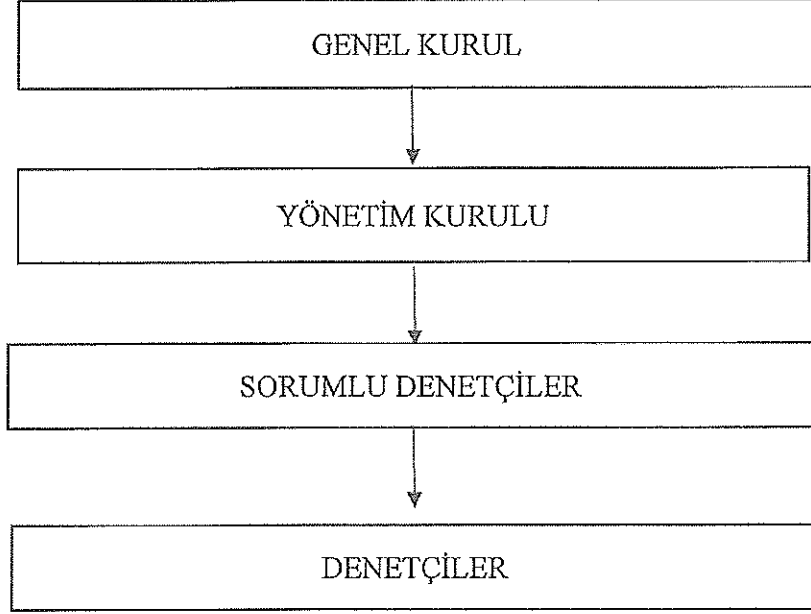 GENEL KURUL
YÖNETİM KURULU
SORUMLU DENETÇİLER
DENETÇİLER